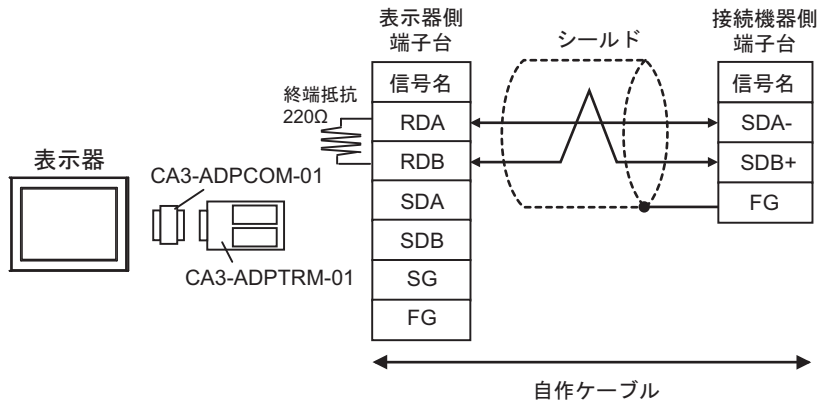 表示器側
端子台
シールド
接続機器側
端子台
信号名
信号名
終端抵抗
220Ω
RDA
SDA-
RDB
SDB+
表示器
CA3-ADPCOM-01
SDA
FG
SDB
CA3-ADPTRM-01
SG
FG
自作ケーブル